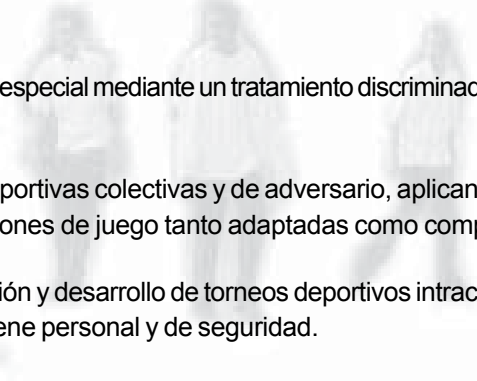 especial mediante un tratamiento discriminad
portivas colectivas y de adversario, aplican
ones de juego tanto adaptadas como comp
ión y desarrollo de torneos deportivos intrac
ene personal y de seguridad.